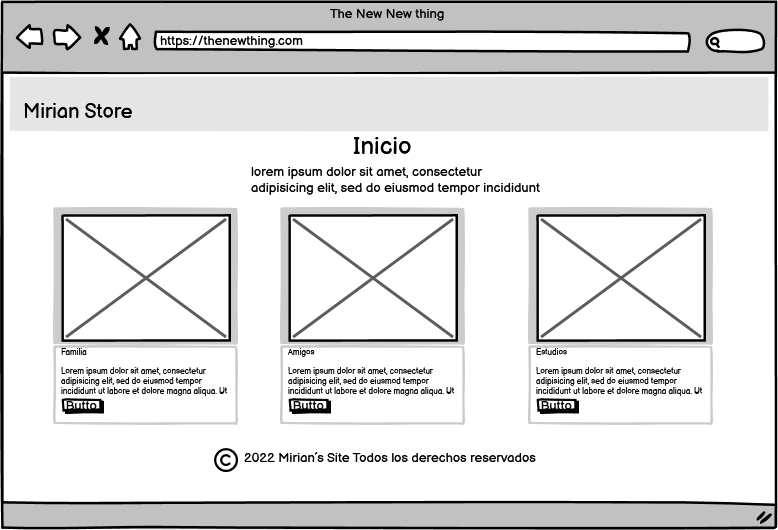 The New New thing
https://thenewthing.com
Mirian Store
Inicio
lorem ipsum dolor sit amet, consectetur
adipisicing elit, sed do eiusmod tempor incididunt
Familia
Lorem ipsum dolor sit amet, consectetur
adipisicing elit, sed do eiusmod tempor
incididunt ut labore et dolore magna aliqua. Ut
Butto
Amigos
Lorem ipsum dolor sit amet, consectetur
adipisicing elit, sed do eiusmod tempor
incididunt ut labore et dolore magna aliqua. Ut
Butto
Estudios
Lorem ipsum dolor sit amet, consectetur
adipisicing elit, sed do eiusmod tempor
incididunt ut labore et dolore magna aliqua. Ut
Butto
© 2022 Mirian´s Site Todos los derechos reservados